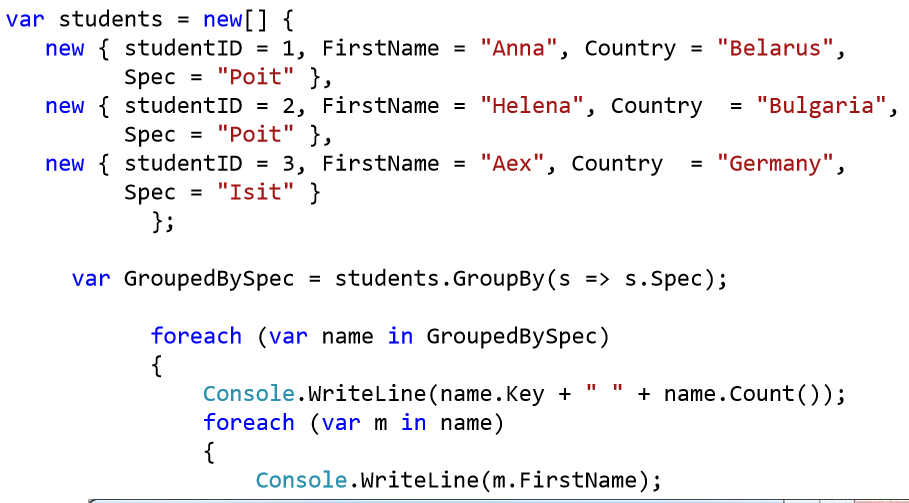 var students = new[] {
new { studentID = 1, FirstName = "Anna", Country = "Belarus",
Spec = "Poit" },
new { studentID = 2, FirstName = "Helena", Country = "Bulgaria",
Spec = "Poit" },
new { studentID = 3, FirstName = "Aex", Country = "Germany",
Spec = "Isit" }
};
var GroupedBySpec = students.GroupBy(s => s.Spec);
foreach (var name in GroupedBySpec)
{
Console.WriteLine(name.Key + " " + name.Count());
foreach (var m in name)
{
Console.WriteLine(m.FirstName);